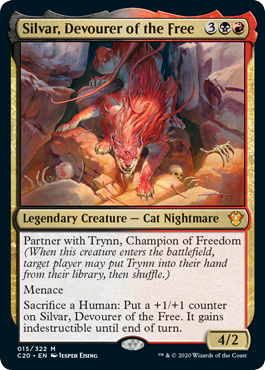 Silvar, Devourer of the Free 3
Legendary Creature — Cat Nightmare
Partner with Trynn, Champion of Freedom
(When this creature enters the battlefield,
target player may put Trynn into their hand
from their library, then shuffle.)
Menace
Sacrifice a Human: Put a +1/+1 counter
on Silvar, Devourer of the Free. It gains
indestructible until end of turn.
4/2
015/322 M
C20 • EN Jesper Ejsing ™ & © 2020 Wizards of the Coast